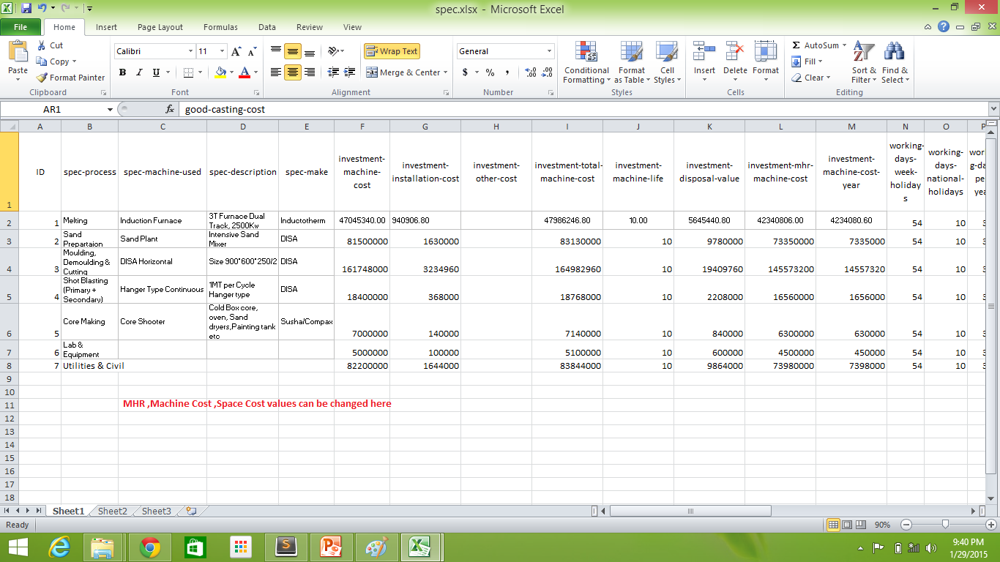 spec.xlsx - Microsoft Excel
File Home Insert Page Layout Formulas Data Review View
Paste
Cut
Copy
Format Painter
Clipboard
Calibri 11
B I U
Font
Wrap Text
Merge & Center
Alignment
General
$ % ,
Number
Conditional Formatting
Format as Table
Cell Styles
Styles
Insert Delete Format
Cells
AutoSum
Fill
Clear
Sort & Filter
Find & Select
Editing
AR1 fx good-casting-cost
A B C D E F G H I J K L M N O P
1 ID spec-process spec-machine-used spec-description spec-make investment-machine-cost investment-installation-cost investment-other-cost investment-total-machine-cost investment-machine-life investment-disposal-value investment-mhr-machine-cost investment-machine-cost-year working-days-week-holidays working-days-national-holidays
2 1 Melting Induction Furnace 3T Furnace Dual Track, 2500Kw Inductotherm 47045340.00 940906.80 47986246.80 10.00 5645440.80 42340806.00 4234080.60 54 10
3 2 Sand Prepartaion Sand Plant Intensive Sand Mixer DISA 81500000 1630000 83130000 10 9780000 73350000 7335000 54 10
4 3 Moulding, Demoulding & Cutting DISA Horizontal Size 900*600*250/2 DISA 161748000 3234960 164982960 10 19409760 145573200 14557320 54 10
5 4 Shot Blasting (Primary + Secondary) Hanger Type Continuous 1MT per Cycle Hanger type DISA 18400000 368000 18768000 10 2208000 16560000 1656000 54 10
6 5 Core Making Core Shooter Cold Box core, oven, Sand dryers,Painting tank etc Susha/Compax 7000000 140000 7140000 10 840000 6300000 630000 54 10
7 6 Lab & Equipment 5000000 100000 5100000 10 600000 4500000 450000 54 10
8 7 Utilities & Civil 82200000 1644000 83844000 10 9864000 73980000 7398000 54 10
9
10
11 MHR ,Machine Cost ,Space Cost values can be changed here
12
13
14
15
16
17
18
Sheet1 Sheet2 Sheet3
Ready 90%
9:40 PM
1/29/2015